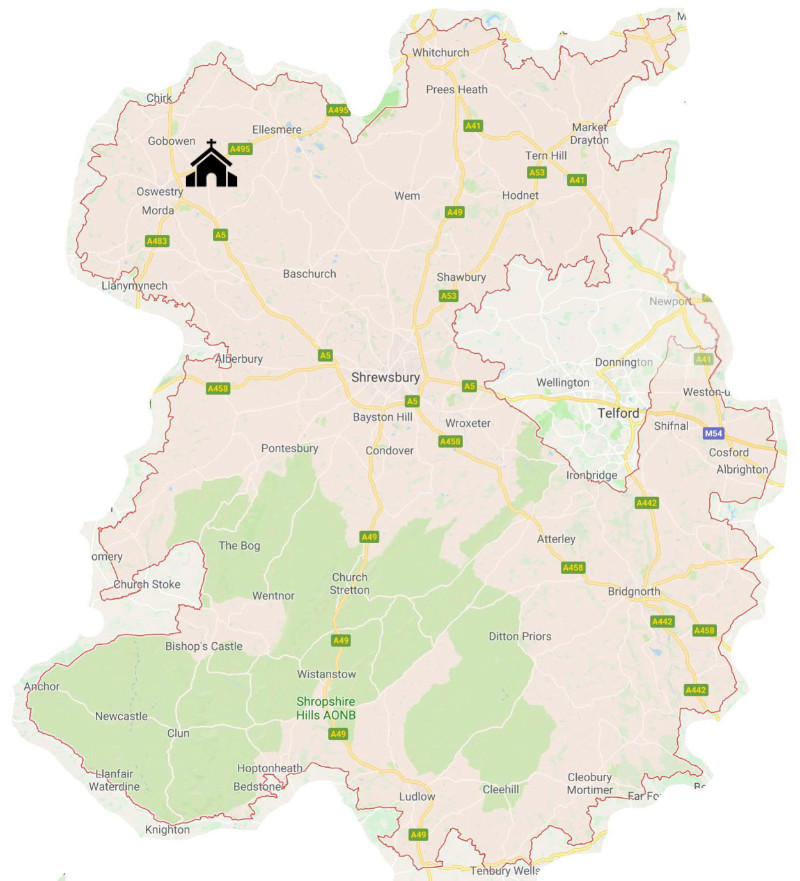 M
Whitchurch
Prees Heath
Chirk
A495
Ellesmere
A41
Market
Drayton
Gobowen
A495
Tern Hill
A53
A41
Oswestry
Wem
Hodnet
Morda
A49
A5
A483
Baschurch
Shawbury
Llanymynech
A53
Newport
Alberbury
A5
Donnington
A41
Shrewsbury
Wellington
A458
A5
Weston-u
A5
Telford
Bayston Hill
Wroxeter
Shifnal
M54
A458
Pontesbury
Condover
Cosford
Albrighton
Ironbridge
A442
A49
The Bog
Atterley
omery
A458
Church Stoke
Church
Stretton
Wentnor
Bridgnorth
A442
A458
A49
Ditton Priors
Bishop's Castle
Wistanstow
Anchor
A442
Shropshire
Hills AONB
Newcastle
Clun
A49
Hoptonheath
Llanfair
Waterdine
Bedstone
Cleobury
Mortimer
Cleehill
Ludlow
Far Fo
Knighton
A49
Tenbury Wells